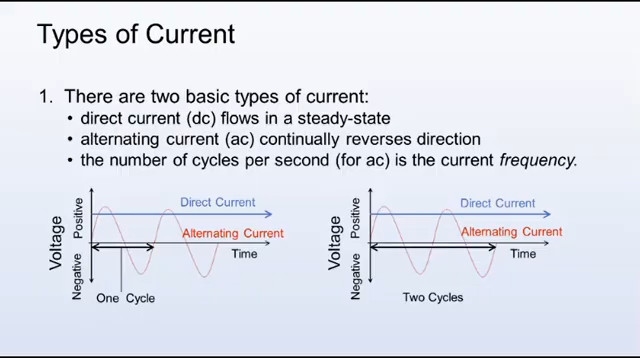 Types of Current
1. There are two basic types of current:
• direct current (dc) flows in a steady-state
• alternating current (ac) continually reverses direction
• the number of cycles per second (for ac) is the current frequency.
Voltage
Negative Positive
Direct Current
Alternating Current
Time
One Cycle
Voltage
Negative Positive
Direct Current
Alternating Current
Time
Two Cycles